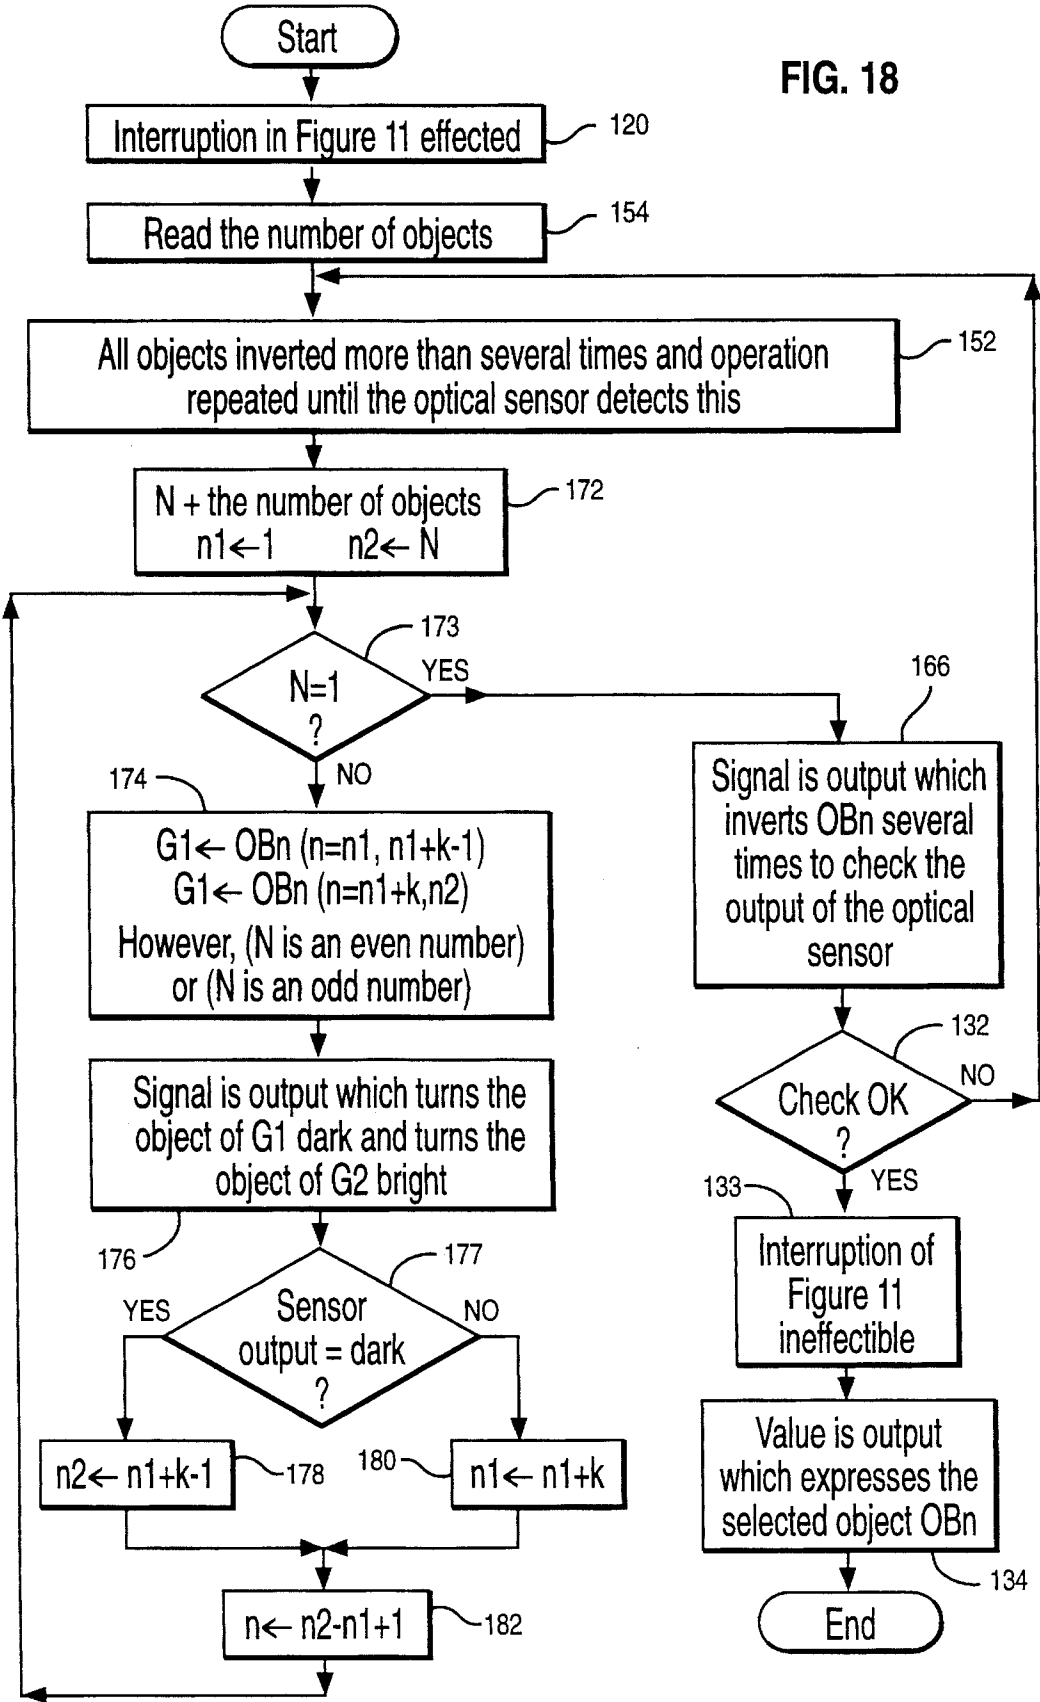 Start
FIG. 18
Interruption in Figure 11 effected
120
Read the number of objects
154
All objects inverted more than several times and operation
repeated until the optical sensor detects this
152
N + the number of objects
n1←1 n2← N
172
173
N=1
?
YES
NO
174
G1← OBn (n=n1, n1+k-1)
G1← OBn (n=n1+k,n2)
However, (N is an even number)
or (N is an odd number)
Signal is output which turns the
object of G1 dark and turns the
object of G2 bright
176
177
Sensor
output = dark
?
YES
NO
n2← n1+k-1
178
180
n1← n1+k
n← n2-n1+1
182
166
Signal is output which
inverts OBn several
times to check the
output of the optical
sensor
132
Check OK
?
NO
YES
133
Interruption of
Figure 11
ineffectible
Value is output
which expresses the
selected object OBn
134
End